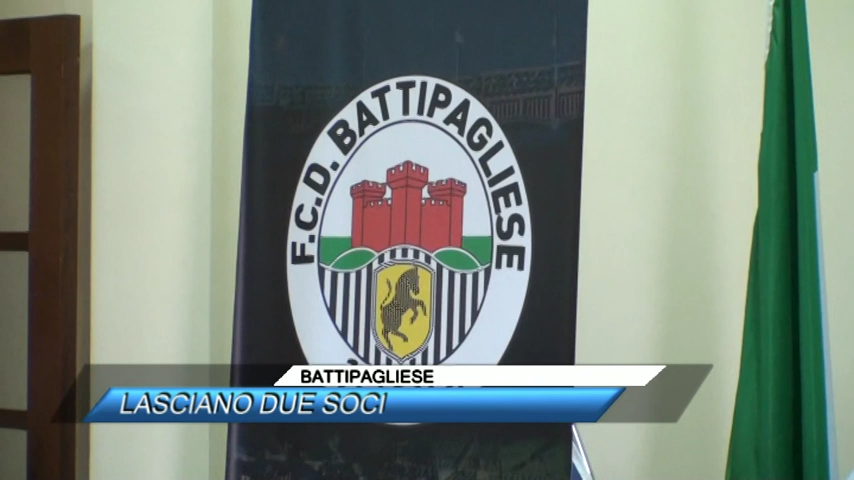 F.C.D. BATTIPAGLIESE
BATTIPAGLIESE
LASCIANO DUE SOCI